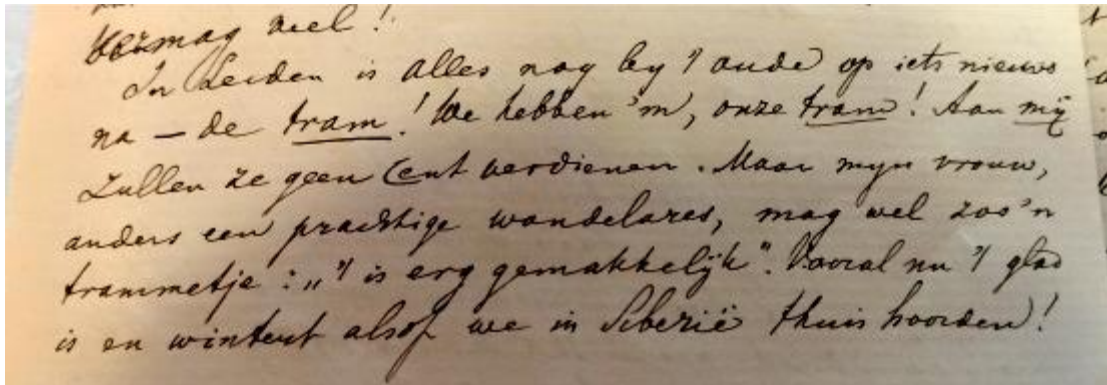 vermag veel!
In Leiden is alles nog by 't oude op iets nieuws
na — de tram! We hebben 'm, onze tram! Aan mij
zullen ze geen Cent verdienen. Maar myn vrouw,
anders een prachtige wandelares, mag wel zoo'n
trammetje: „'t is erg gemakkelijk". Vooral nu 't glad
is en wintert alsof we in Siberië thuis hoorden!